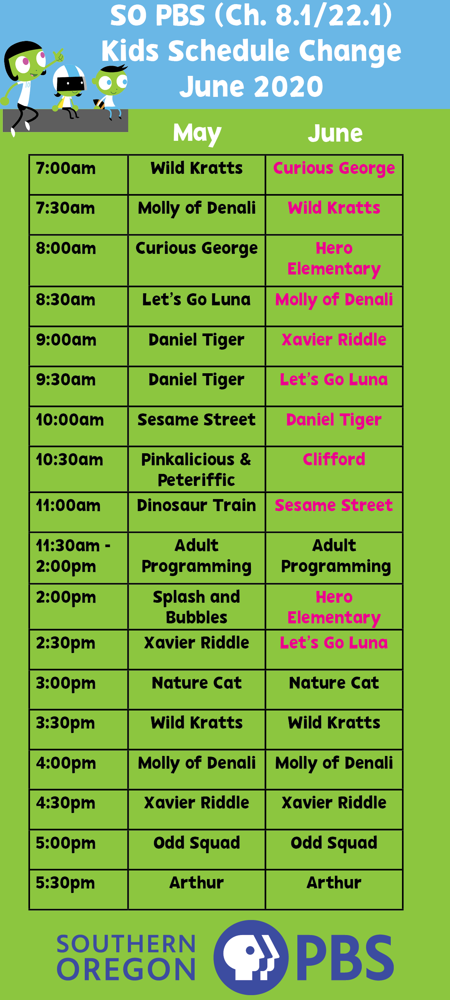 SO PBS (Ch. 8.1/22.1)
Kids Schedule Change
June 2020
May June
7:00am Wild Kratts Curious George
7:30am Molly of Denali Wild Kratts
8:00am Curious George Hero
Elementary
8:30am Let's Go Luna Molly of Denali
9:00am Daniel Tiger Xavier Riddle
9:30am Daniel Tiger Let's Go Luna
10:00am Sesame Street Daniel Tiger
10:30am Pinkalicious & Clifford
Peteriffic
11:00am Dinosaur Train Sesame Street
11:30am - Adult Adult
2:00pm Programming Programming
2:00pm Splash and Hero
Bubbles Elementary
2:30pm Xavier Riddle Let's Go Luna
3:00pm Nature Cat Nature Cat
3:30pm Wild Kratts Wild Kratts
4:00pm Molly of Denali Molly of Denali
4:30pm Xavier Riddle Xavier Riddle
5:00pm Odd Squad Odd Squad
5:30pm Arthur Arthur
SOUTHERN
OREGON PBS